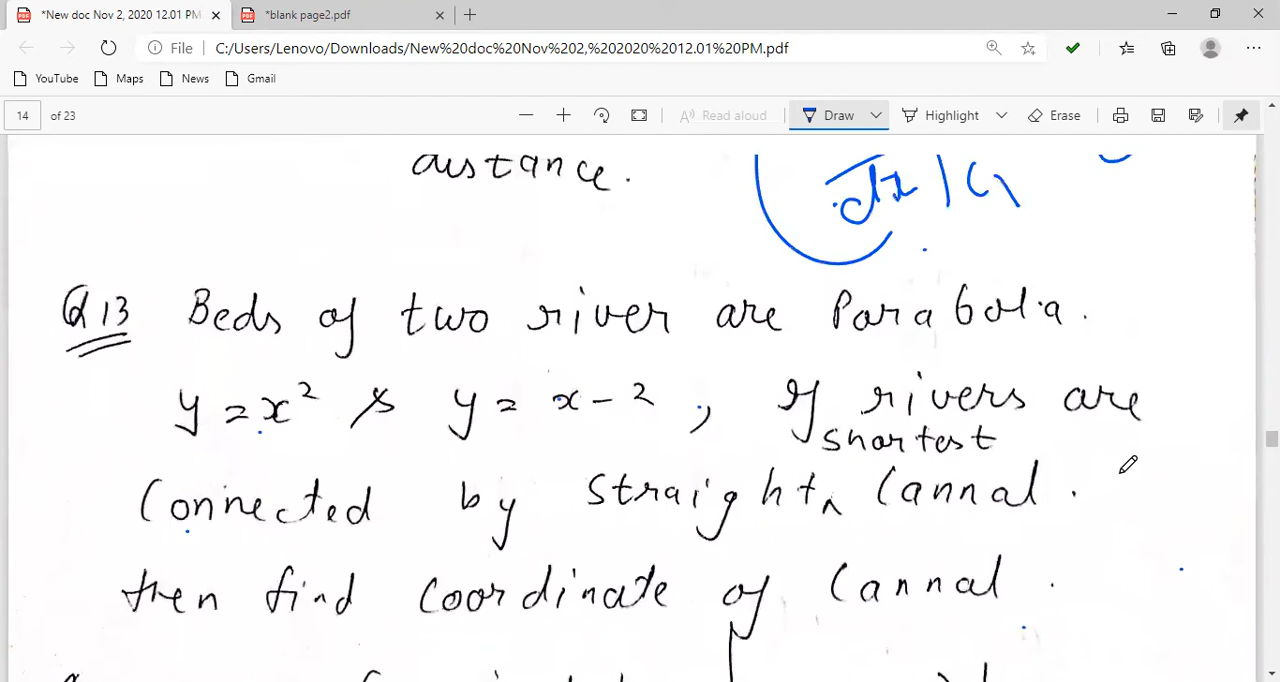 *New doc Nov 2, 2020 12.01 PM *blank page2.pdf
File C:/Users/Lenovo/Downloads/New%20doc%20Nov%202,%202020%2012.01%20PM.pdf
YouTube Maps News Gmail
14 of 23 Read aloud Draw Highlight Erase
distance.
Q13 Beds of two river are Parabola.
y = x² & y = x - 2 , If rivers are
shortest
Connected by straight ^ Cannal.
then find coordinate of Cannal.